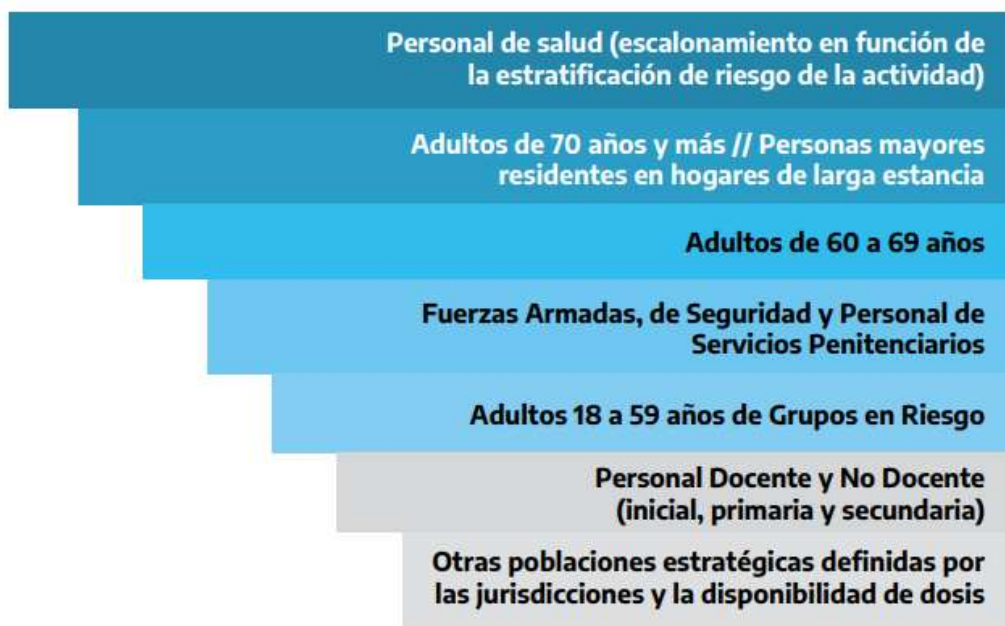 Personal de salud (escalonamiento en función de
la estratificación de riesgo de la actividad)
Adultos de 70 años y más // Personas mayores
residentes en hogares de larga estancia
Adultos de 60 a 69 años
Fuerzas Armadas, de Seguridad y Personal de
Servicios Penitenciarios
Adultos 18 a 59 años de Grupos en Riesgo
Personal Docente y No Docente
(inicial, primaria y secundaria)
Otras poblaciones estratégicas definidas por
las jurisdicciones y la disponibilidad de dosis